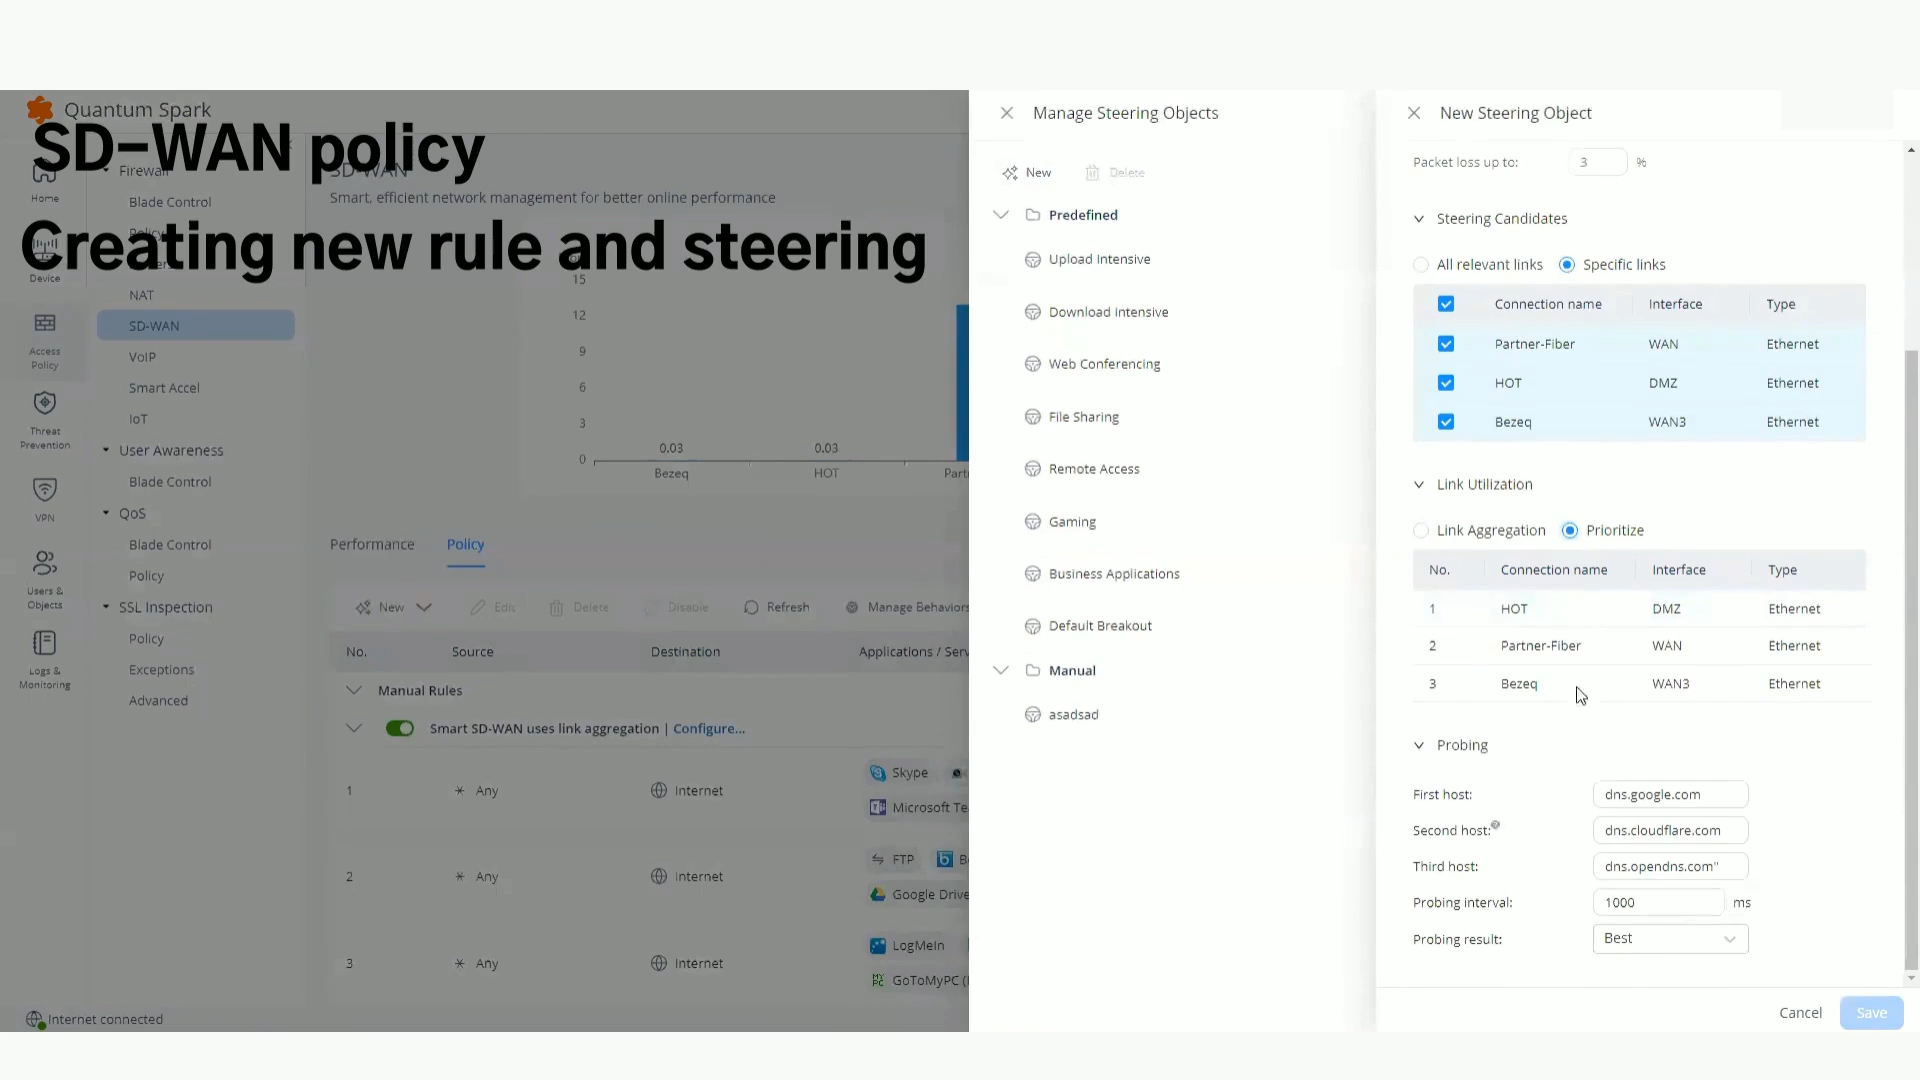 Quantum Spark
SD-WAN policy
Creating new rule and steering
Home
Device
Access
Policy
Threat
Prevention
VPN
Users &
Objects
Logs &
Monitoring
Firewall
Blade Control
Policy
NAT
SD-WAN
VoIP
Smart Accel
IoT
User Awareness
Blade Control
QoS
Blade Control
Policy
SSL Inspection
Policy
Exceptions
Advanced
Internet connected
SD-WAN
Smart, efficient network management for better online performance
15
12
9
6
3
0
0.03
0.03
Bezeq
HOT
Partn
Performance
Policy
New
Edit
Delete
Disable
Refresh
Manage Behaviors
No.
Source
Destination
Applications / Serv
Manual Rules
Smart SD-WAN uses link aggregation | Configure...
1
Any
Internet
Skype
Microsoft Tea
2
Any
Internet
FTP
B
Google Drive
3
Any
Internet
LogMeIn
GoToMyPC (
Manage Steering Objects
New
Delete
Predefined
Upload Intensive
Download Intensive
Web Conferencing
File Sharing
Remote Access
Gaming
Business Applications
Default Breakout
Manual
asadsad
New Steering Object
Packet loss up to: 3 %
Steering Candidates
All relevant links Specific links
Connection name Interface Type
Partner-Fiber WAN Ethernet
HOT DMZ Ethernet
Bezeq WAN3 Ethernet
Link Utilization
Link Aggregation Prioritize
No. Connection name Interface Type
1 HOT DMZ Ethernet
2 Partner-Fiber WAN Ethernet
3 Bezeq WAN3 Ethernet
Probing
First host: dns.google.com
Second host: dns.cloudflare.com
Third host: dns.opendns.com"
Probing interval: 1000 ms
Probing result: Best
Cancel
Save